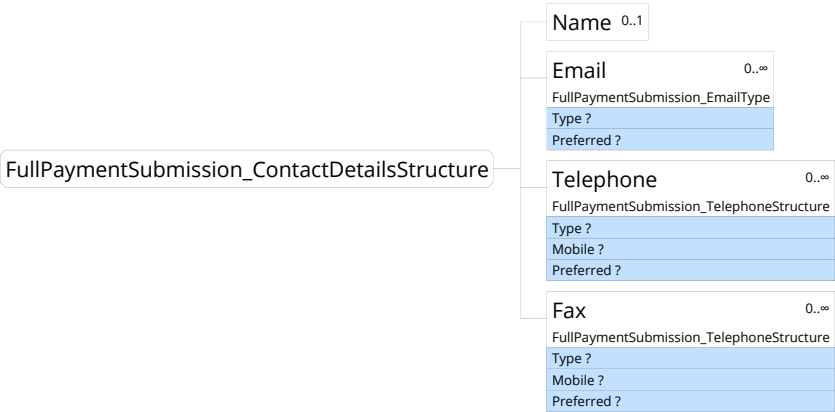 Name 0..1
Email 0..∞
FullPaymentSubmission_EmailType
Type ?
Preferred ?
FullPaymentSubmission_ContactDetailsStructure
Telephone 0..∞
FullPaymentSubmission_TelephoneStructure
Type ?
Mobile ?
Preferred ?
Fax 0..∞
FullPaymentSubmission_TelephoneStructure
Type ?
Mobile ?
Preferred ?